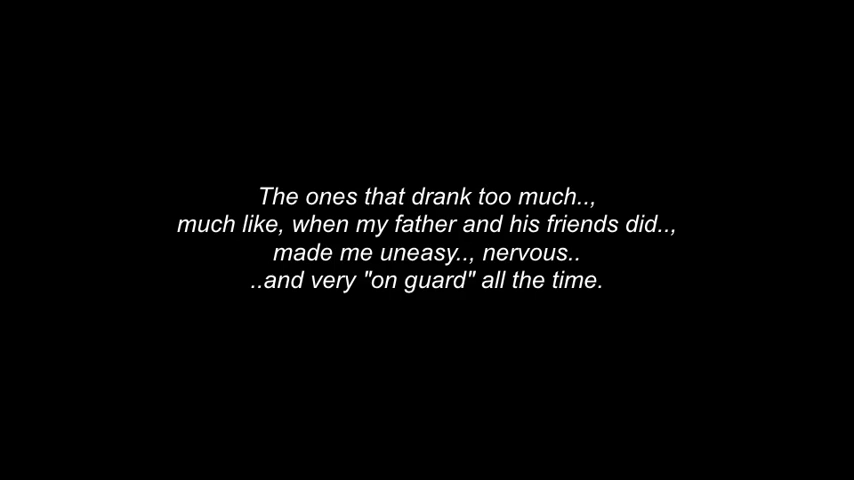 The ones that drank too much..,
much like, when my father and his friends did..,
made me uneasy.., nervous..
..and very "on guard" all the time.